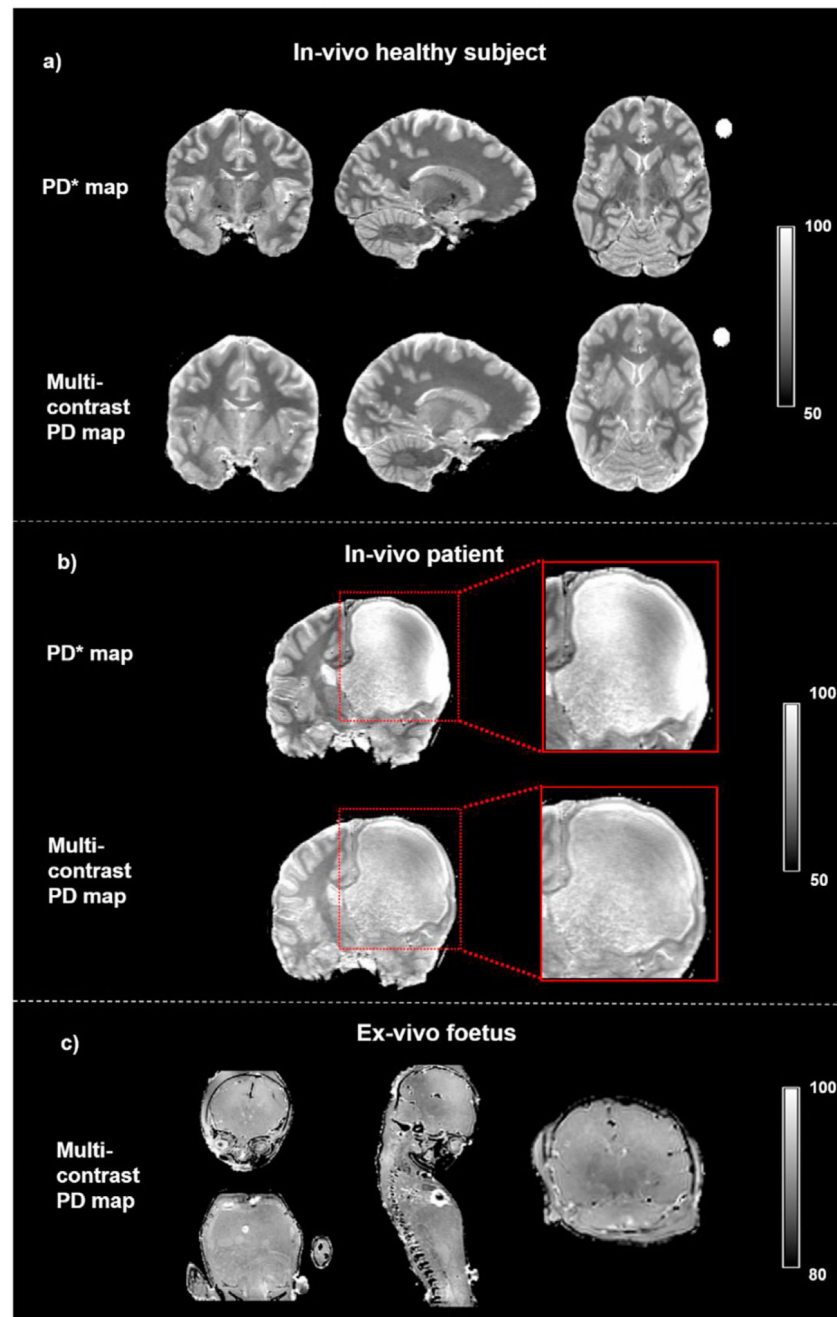 a)
In-vivo healthy subject
PD* map
100
50
Multi-
contrast
PD map
b)
In-vivo patient
PD* map
100
50
Multi-
contrast
PD map
c)
Ex-vivo foetus
100
80
Multi-
contrast
PD map